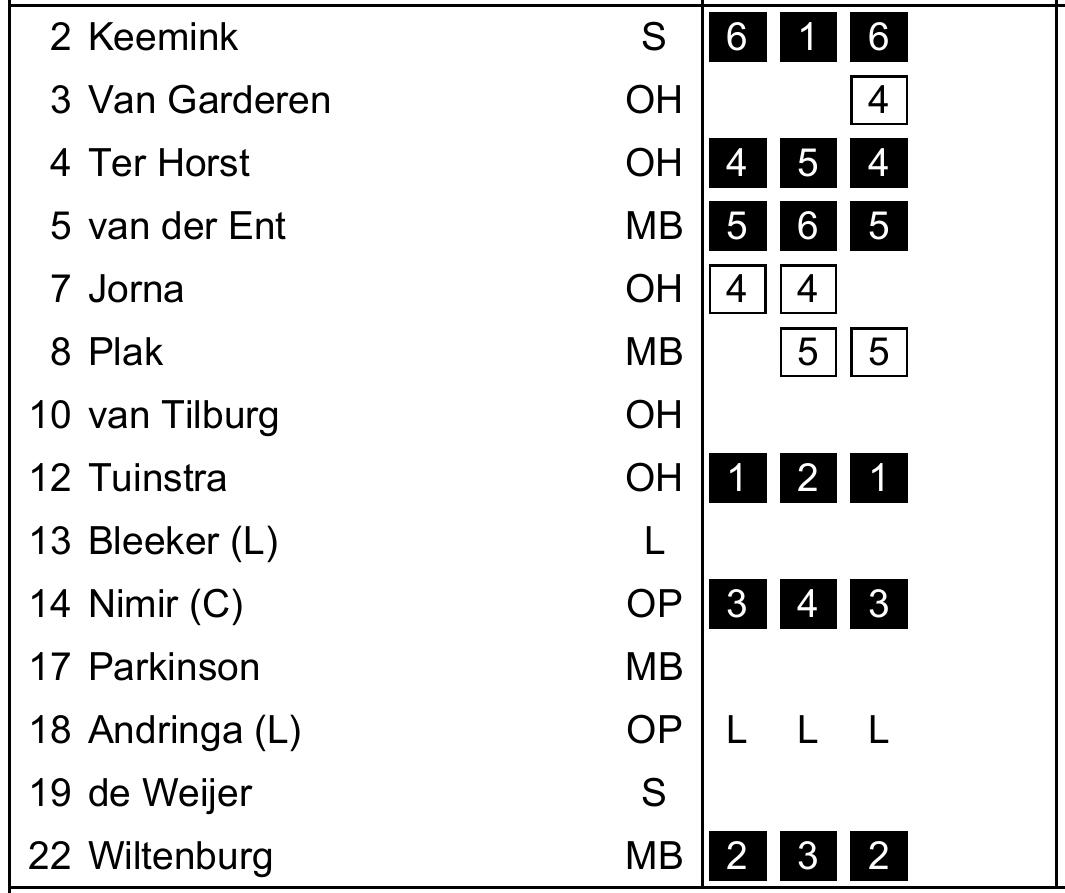 2 Keemink S 6 1 6
3 Van Garderen OH 4
4 Ter Horst OH 4 5 4
5 van der Ent MB 5 6 5
7 Jorna OH 4 4
8 Plak MB 5 5
10 van Tilburg OH
12 Tuinstra OH 1 2 1
13 Bleeker (L) L
14 Nimir (C) OP 3 4 3
17 Parkinson MB
18 Andringa (L) OP L L L
19 de Weijer S
22 Wiltenburg MB 2 3 2